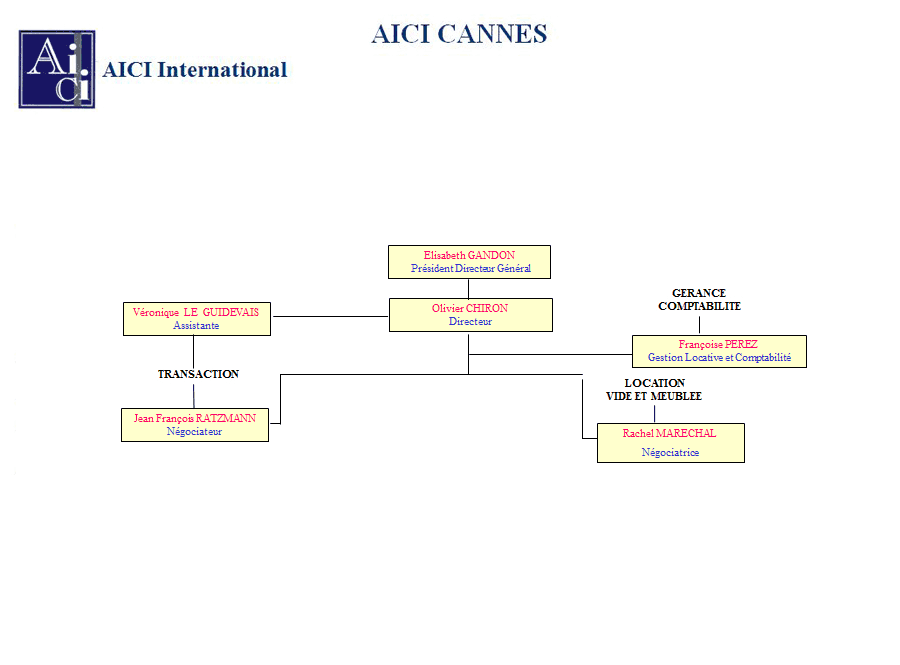 AICI CANNES
Ai
Ci
AICI International
Elisabeth GANDON
Président Directeur Général
GERANCE
COMPTABILITE
Véronique LE GUIDEVAIS
Assistante
Olivier CHIRON
Directeur
Françoise PEREZ
Gestion Locative et Comptabilité
TRANSACTION
LOCATION
VIDE ET MEUBLEE
Jean François RATZMANN
Négociateur
Rachel MARECHAL
Négociatrice